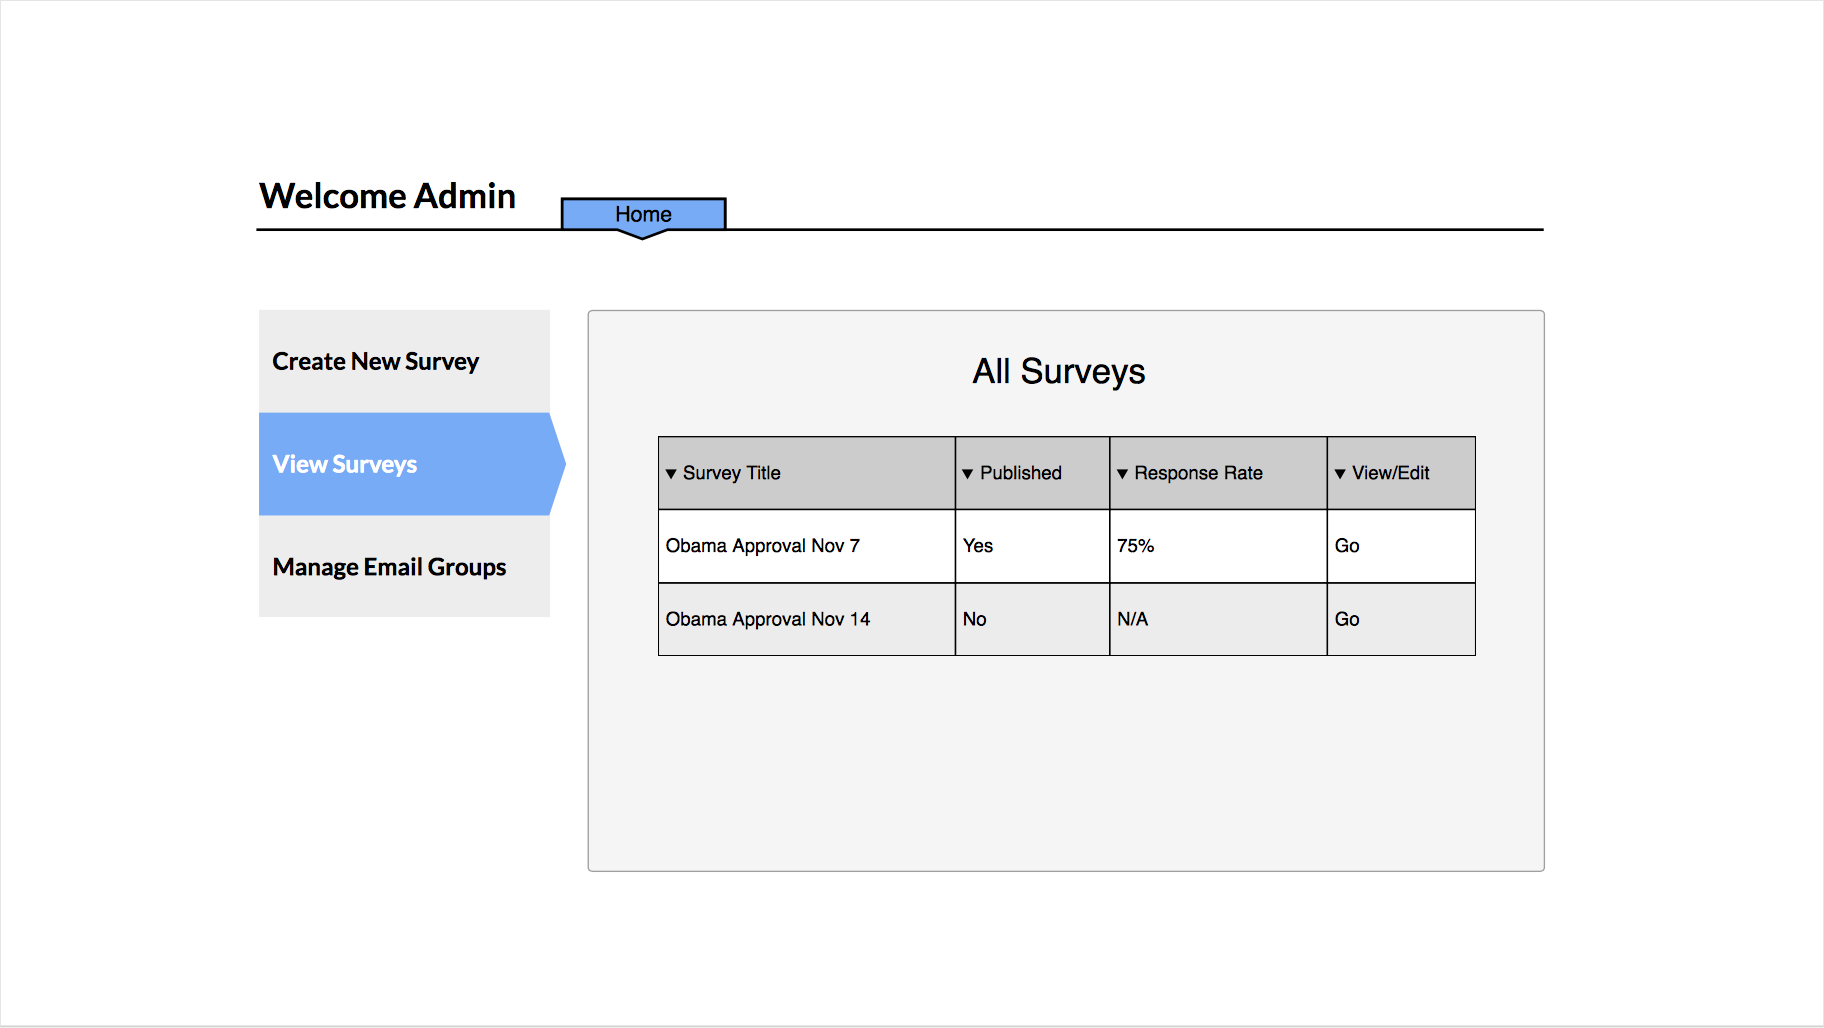 Welcome Admin
Home
Create New Survey
View Surveys
Manage Email Groups
All Surveys
▼ Survey Title ▼ Published ▼ Response Rate ▼ View/Edit
Obama Approval Nov 7 Yes 75% Go
Obama Approval Nov 14 No N/A Go